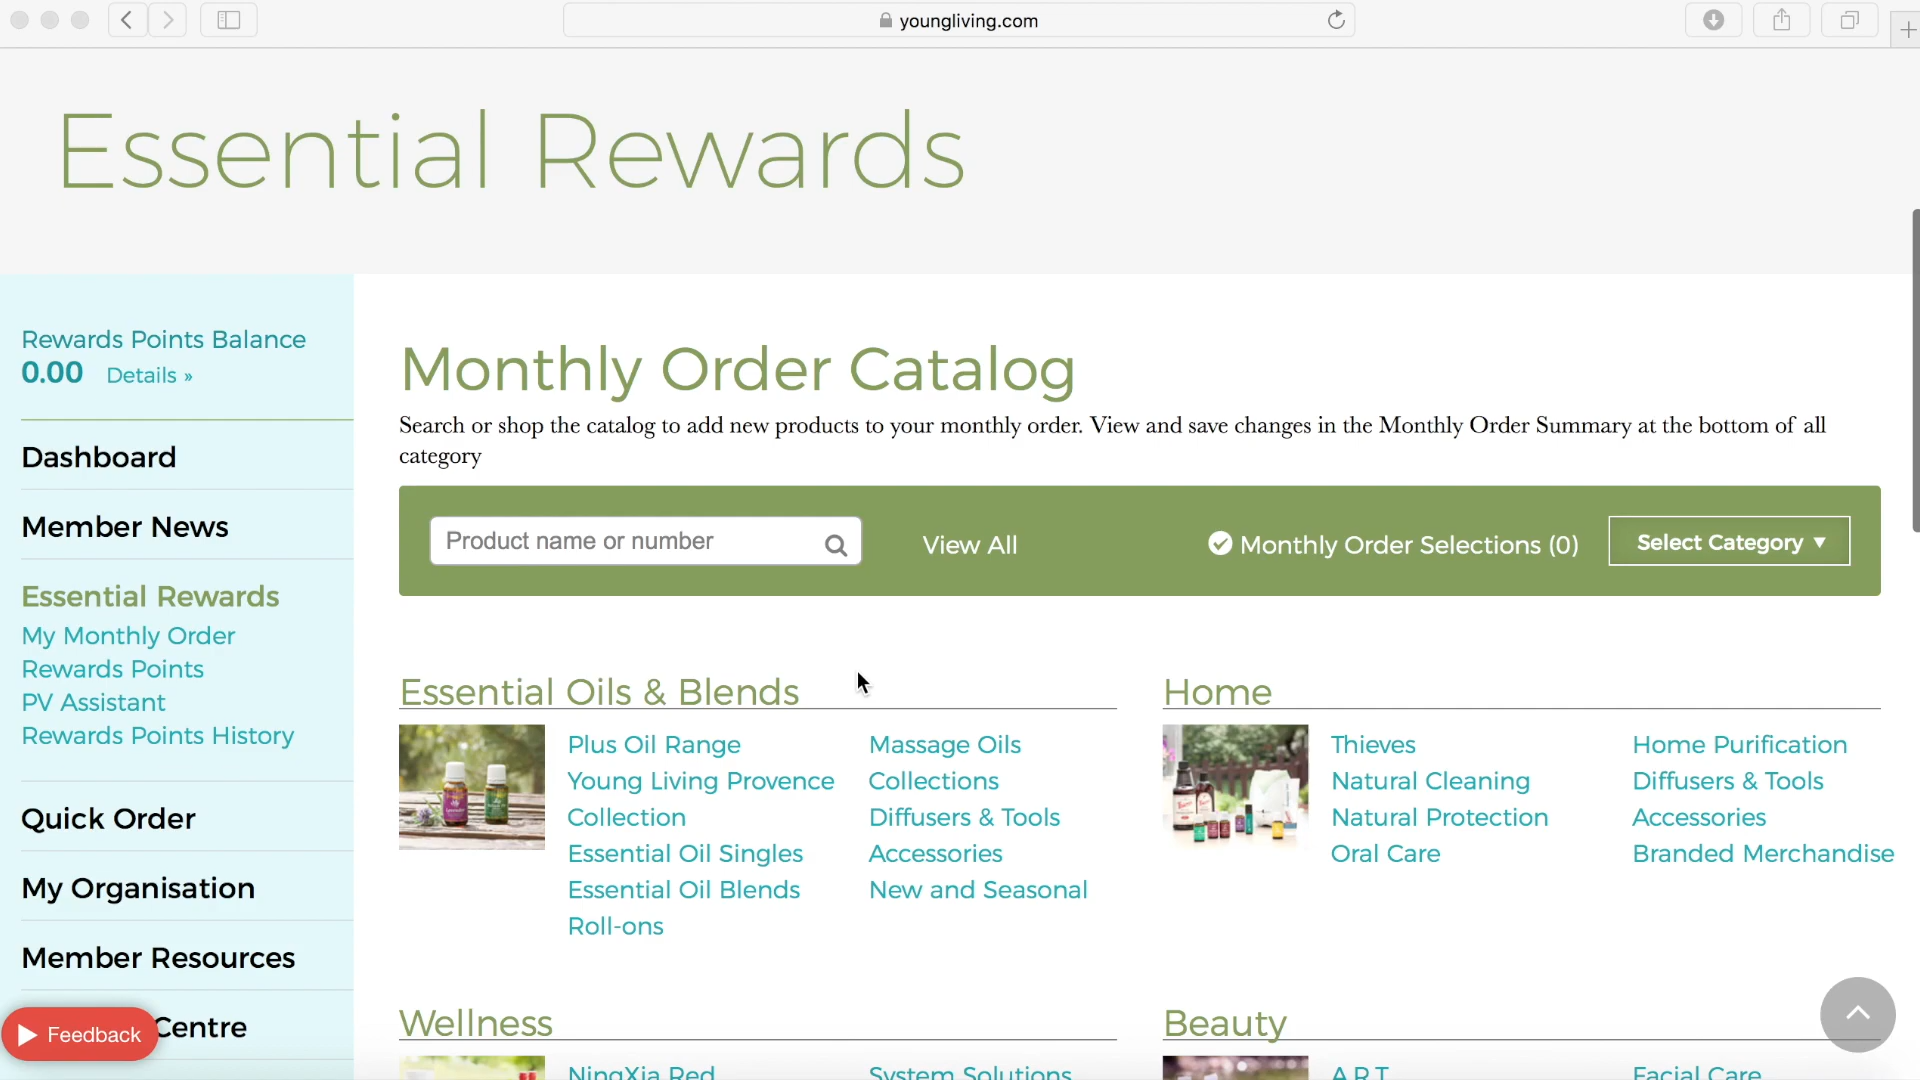 youngliving.com
Essential Rewards
Rewards Points Balance
0.00 Details »
Dashboard
Member News
Essential Rewards
My Monthly Order
Rewards Points
PV Assistant
Rewards Points History
Quick Order
My Organisation
Member Resources
Centre
Feedback
Monthly Order Catalog
Search or shop the catalog to add new products to your monthly order. View and save changes in the Monthly Order Summary at the bottom of all
category
Product name or number
View All
Monthly Order Selections (0)
Select Category ▼
Essential Oils & Blends
Plus Oil Range
Young Living Provence
Collection
Essential Oil Singles
Essential Oil Blends
Roll-ons
Massage Oils
Collections
Diffusers & Tools
Accessories
New and Seasonal
Home
Thieves
Natural Cleaning
Natural Protection
Oral Care
Home Purification
Diffusers & Tools
Accessories
Branded Merchandise
Wellness
NingXia Red
System Solutions
Beauty
A.R.T.
Facial Care